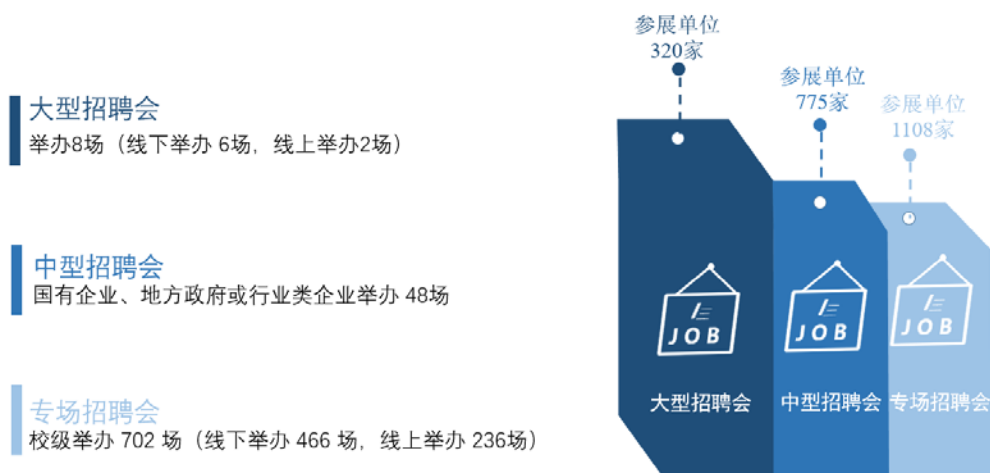 大型招聘会
举办8场（线下举办 6场，线上举办2场）
中型招聘会
国有企业、地方政府或行业类企业举办 48场
专场招聘会
校级举办 702 场（线下举办 466 场，线上举办 236场）
参展单位
320家
参展单位
775家
参展单位
1108家
JOB
JOB
JOB
大型招聘会
中型招聘会
专场招聘会